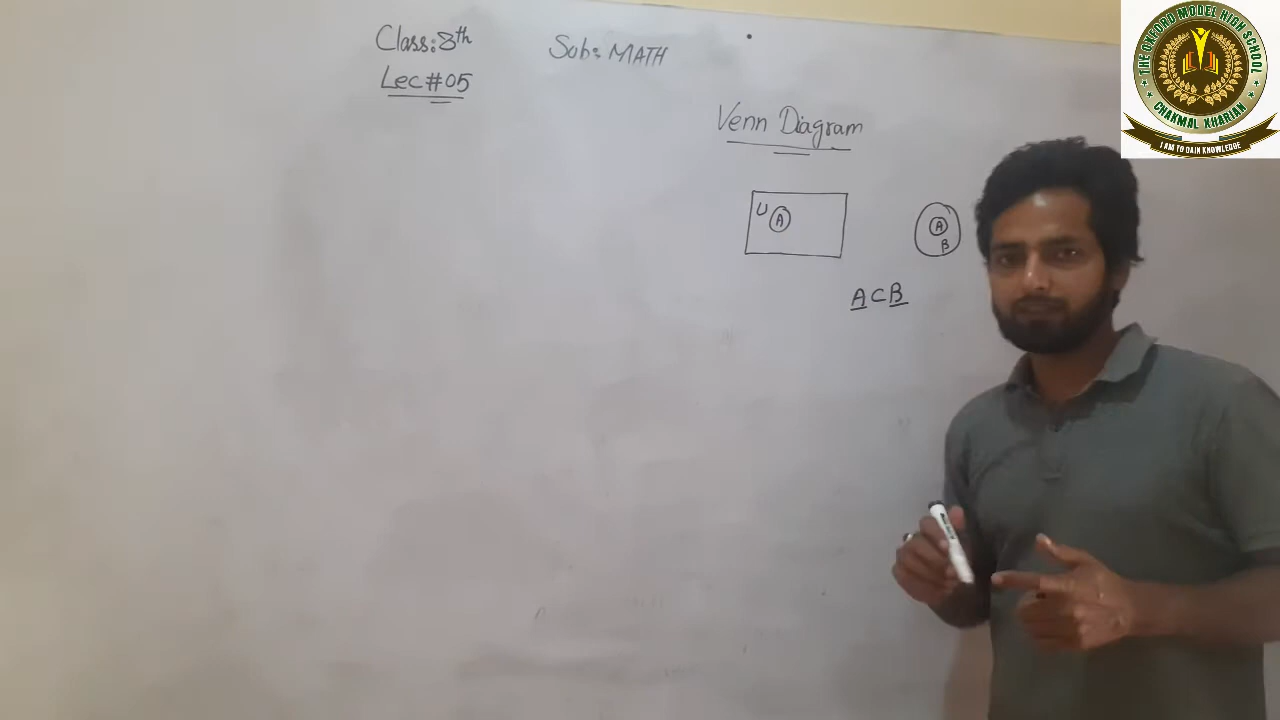 Class: 8th
Sub: MATH
Lec # 05
Venn Diagram
U A
A
B
A ⊂ B
THE OXFORD MODEL HIGH SCHOOL
CHAKMAL KHARIAN
I AM TO GAIN KNOWLEDGE